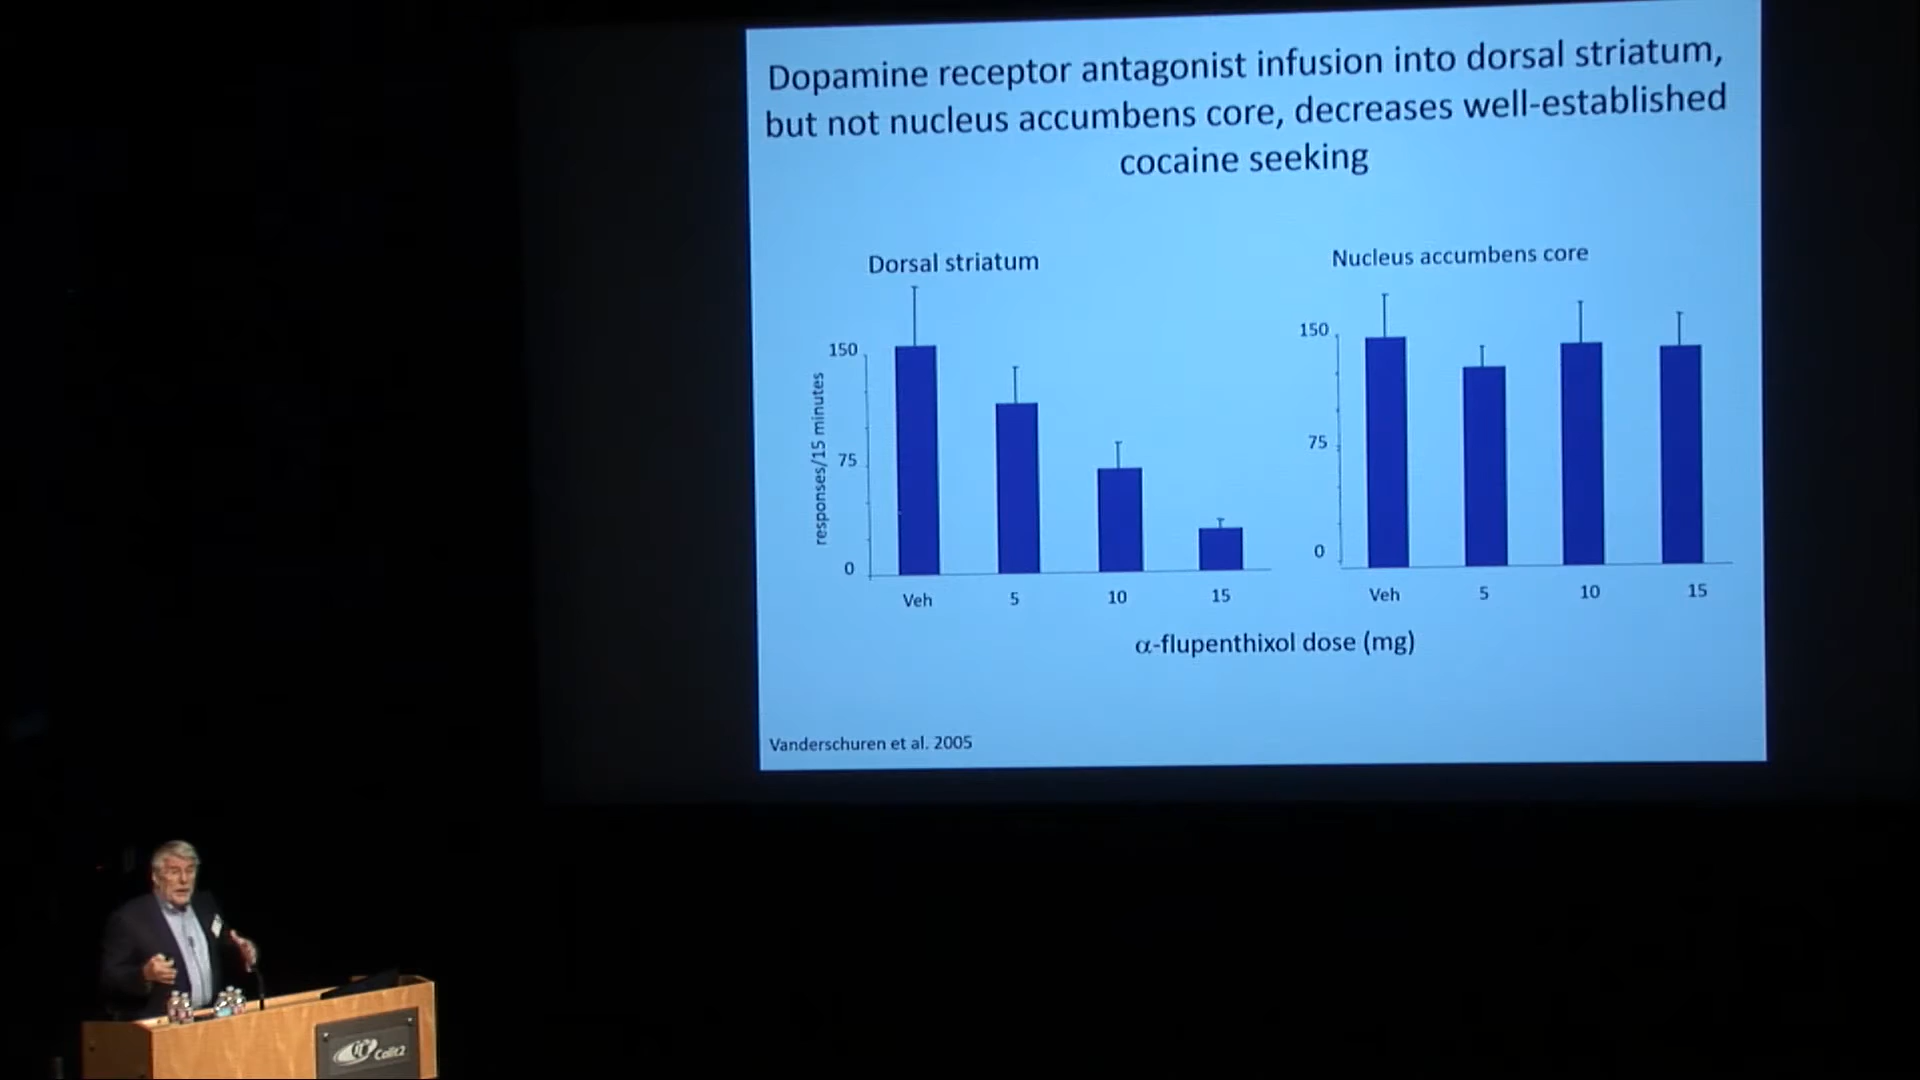 Dopamine receptor antagonist infusion into dorsal striatum,
but not nucleus accumbens core, decreases well-established
cocaine seeking
Dorsal striatum
responses/15 minutes
150
75
0
Veh 5 10 15
Nucleus accumbens core
150
75
0
Veh 5 10 15
α-flupenthixol dose (mg)
Vanderschuren et al. 2005
Calit2